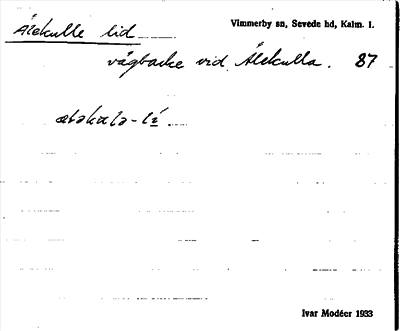 Ålekulle lid
Vimmerby sn, Sevede hd, Kalm. l.
vägbacke vid Ålekulla. 87
Ivar Modéer 1933